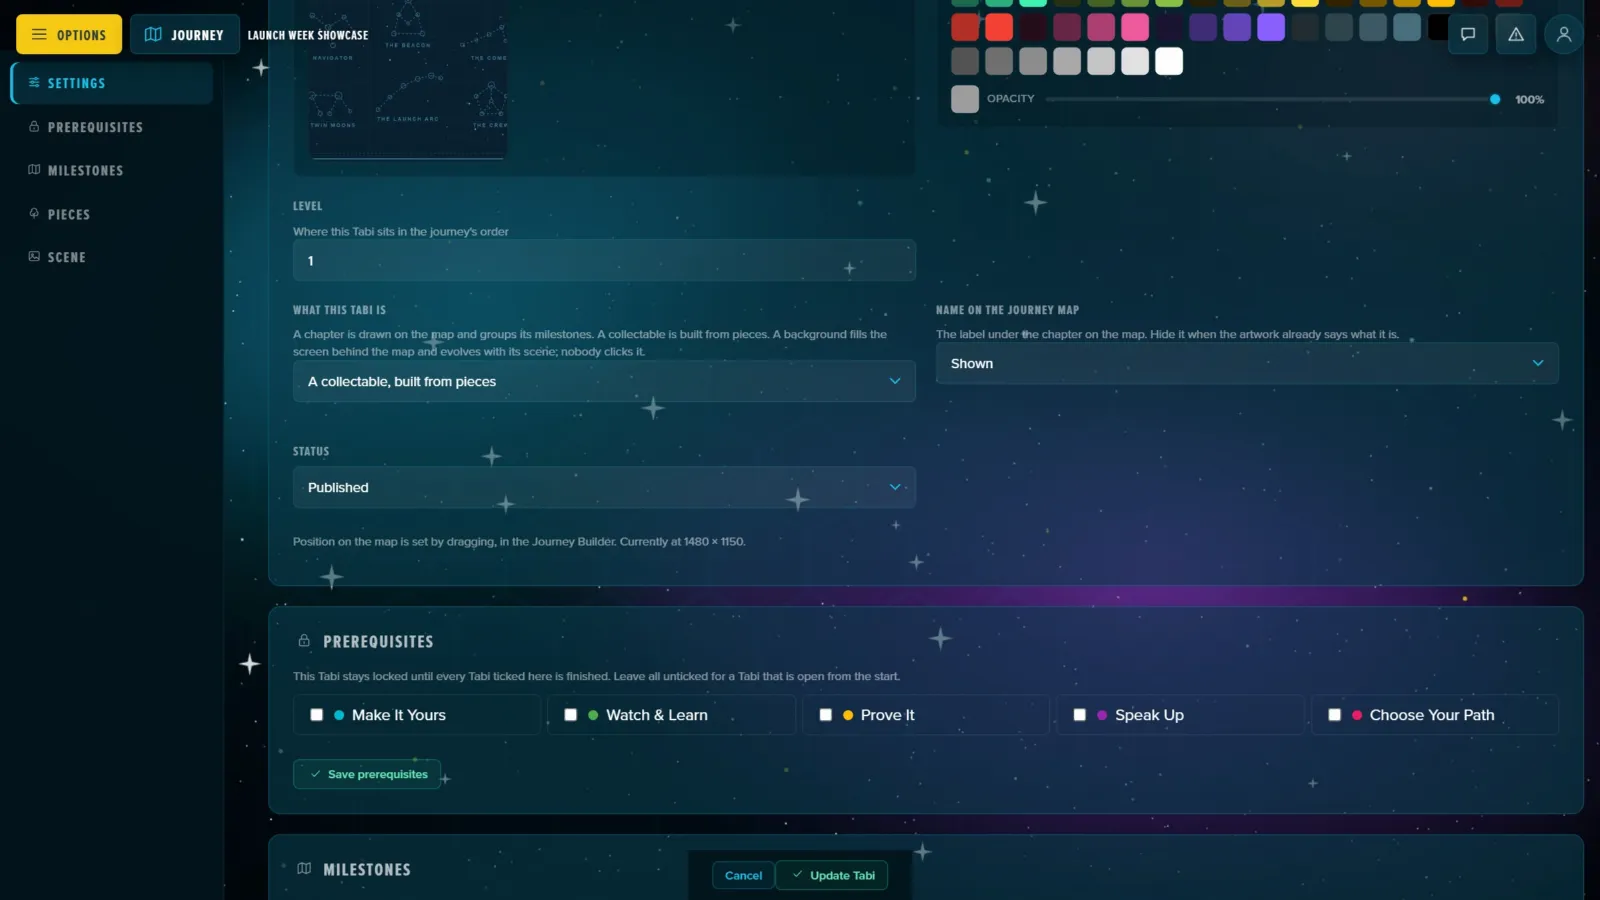 OPTIONS
JOURNEY
LAUNCH WEEK SHOWCASE
SETTINGS
PREREQUISITES
MILESTONES
PIECES
SCENE
NAVIGATOR
THE BEACON
TWIN MOONS
THE LAUNCH ARC
OPACITY
100%
LEVEL
Where this Tabi sits in the journey's order
1
WHAT THIS TABI IS
A chapter is drawn on the map and groups its milestones. A collectable is built from pieces. A background fills the
screen behind the map and evolves with its scene; nobody clicks it.
A collectable, built from pieces
NAME ON THE JOURNEY MAP
The label under the chapter on the map. Hide it when the artwork already says what it is.
Shown
STATUS
Published
Position on the map is set by dragging, in the Journey Builder. Currently at 1480 × 1150.
PREREQUISITES
This Tabi stays locked until every Tabi ticked here is finished. Leave all unticked for a Tabi that is open from the start.
Make It Yours
Watch & Learn
Prove It
Speak Up
Choose Your Path
Save prerequisites
MILESTONES
Cancel
Update Tabi